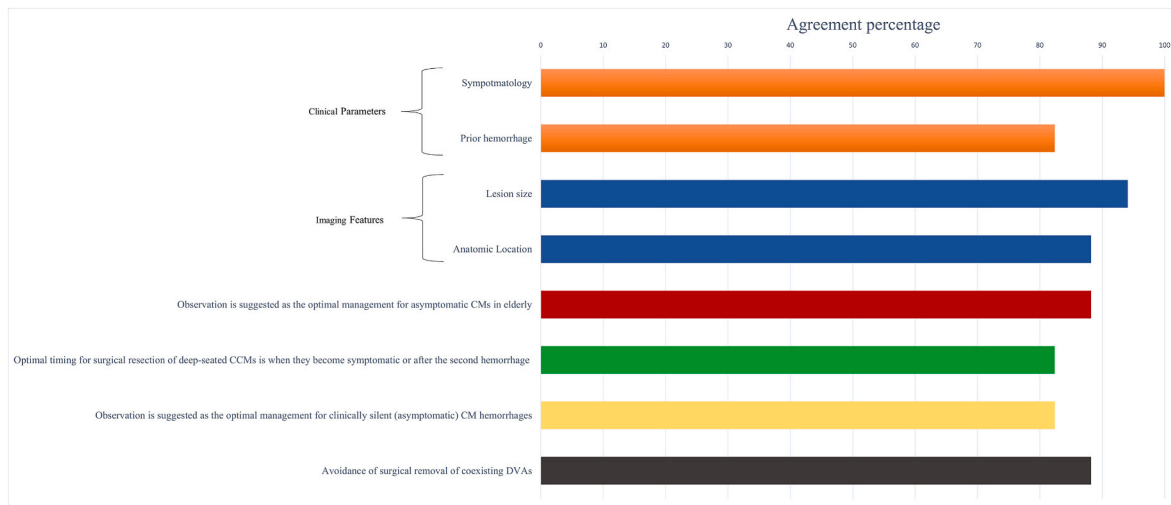 Agreement percentage
0 10 20 30 40 50 60 70 80 90 100
Sympotmatology
Clinical Parameters
Prior hemorrhage
Lesion size
Imaging Features
Anatomic Location
Observation is suggested as the optimal management for asymptomatic CMs in elderly
Optimal timing for surgical resection of deep-seated CCMs is when they become symptomatic or after the second hemorrhage
Observation is suggested as the optimal management for clinically silent (asymptomatic) CM hemorrhages
Avoidance of surgical removal of coexisting DVAs